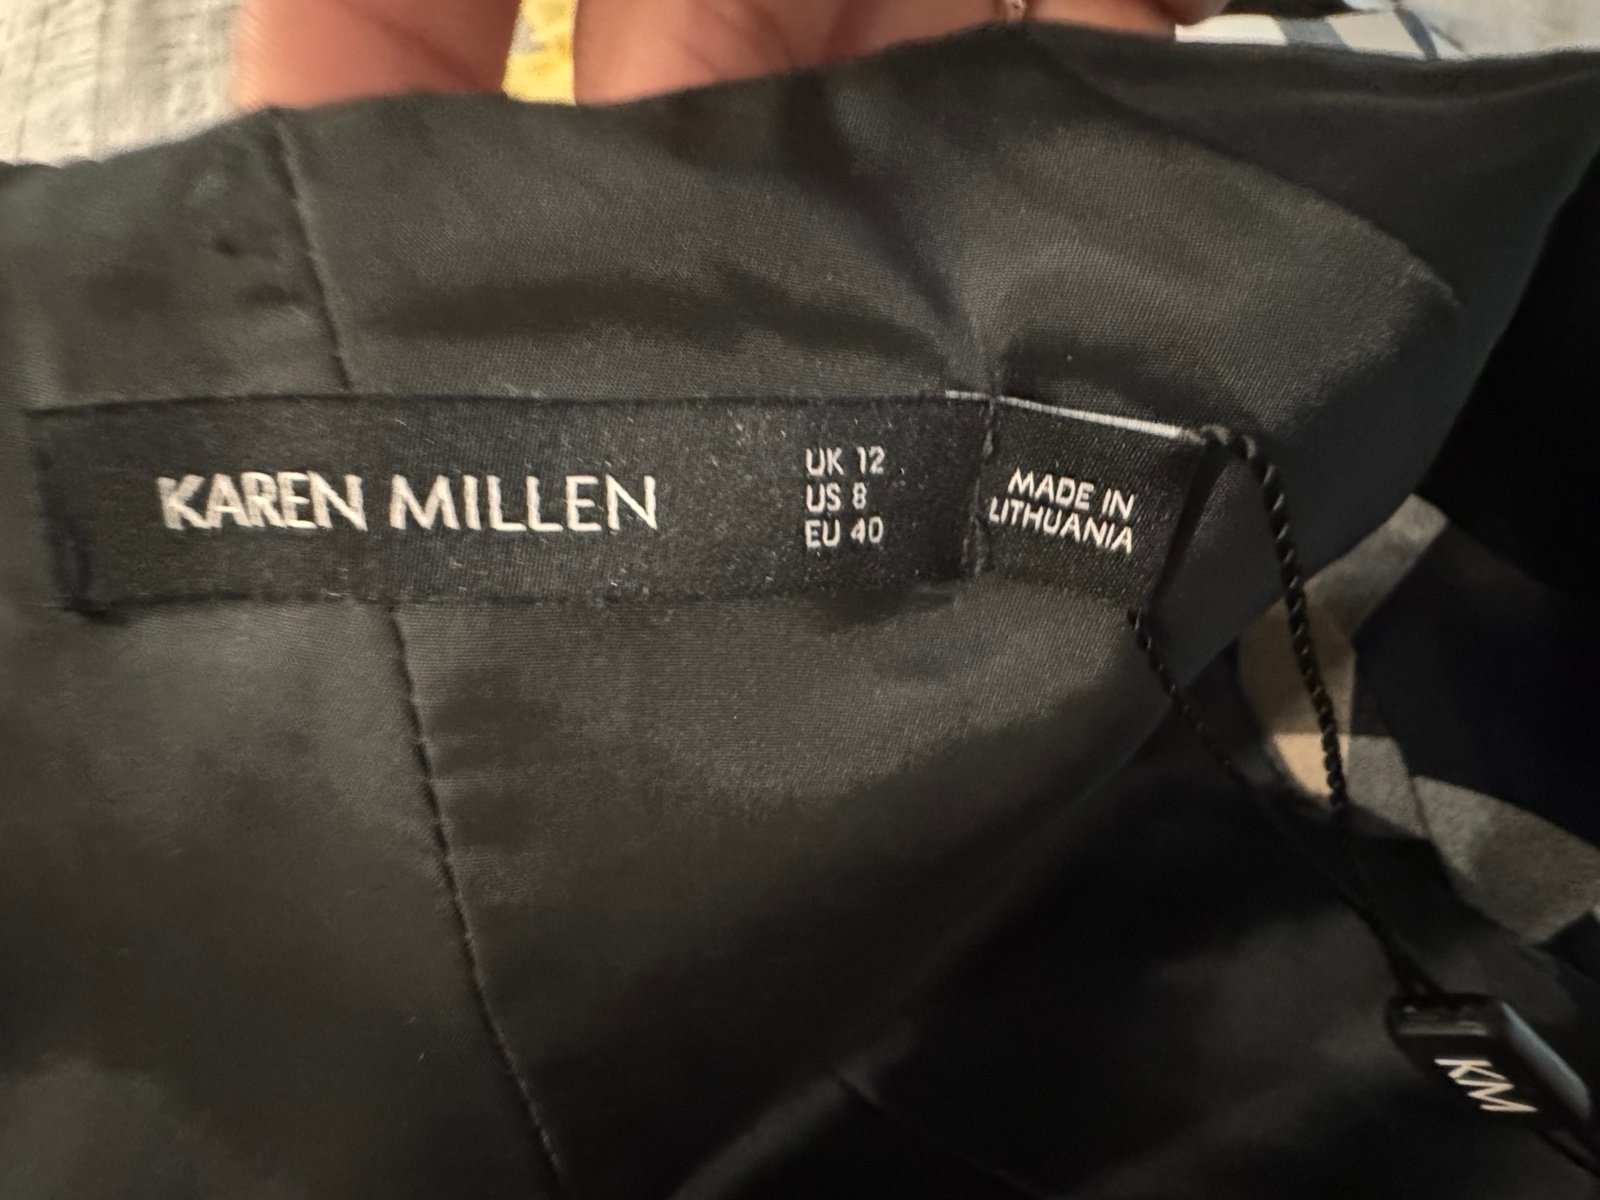 KAREN MILLEN
UK 12
US 8
EU 40
MADE IN
LITHUANIA
KM